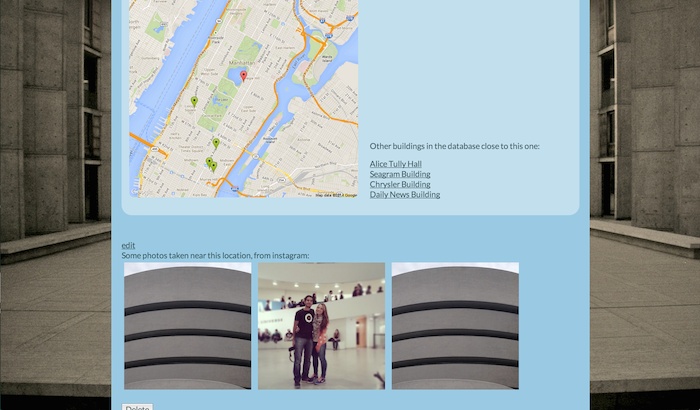 Manhattan
Map data ©2013 Google
Other buildings in the database close to this one:
Alice Tully Hall
Seagram Building
Chrysler Building
Daily News Building
edit
Some photos taken near this location, from instagram:
Delete